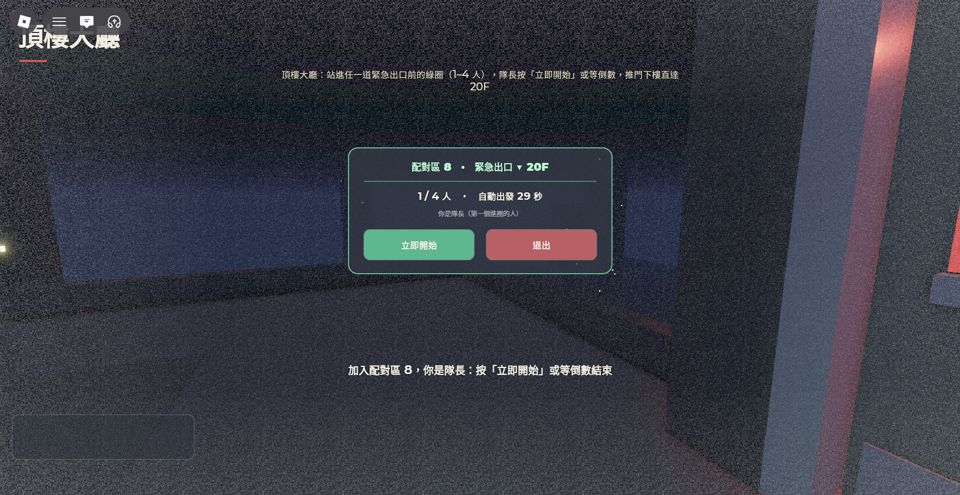 頂樓大廳
頂樓大廳：站進任一道緊急出口前的綠圈（1–4 人），隊長按「立即開始」或等倒數，推門下樓直達
20F
配對區 8 • 緊急出口 ▼ 20F
1 / 4 人 • 自動出發 29 秒
你是隊長（第一個進圈的人）
立即開始 退出
加入配對區 8，你是隊長：按「立即開始」或等倒數結束